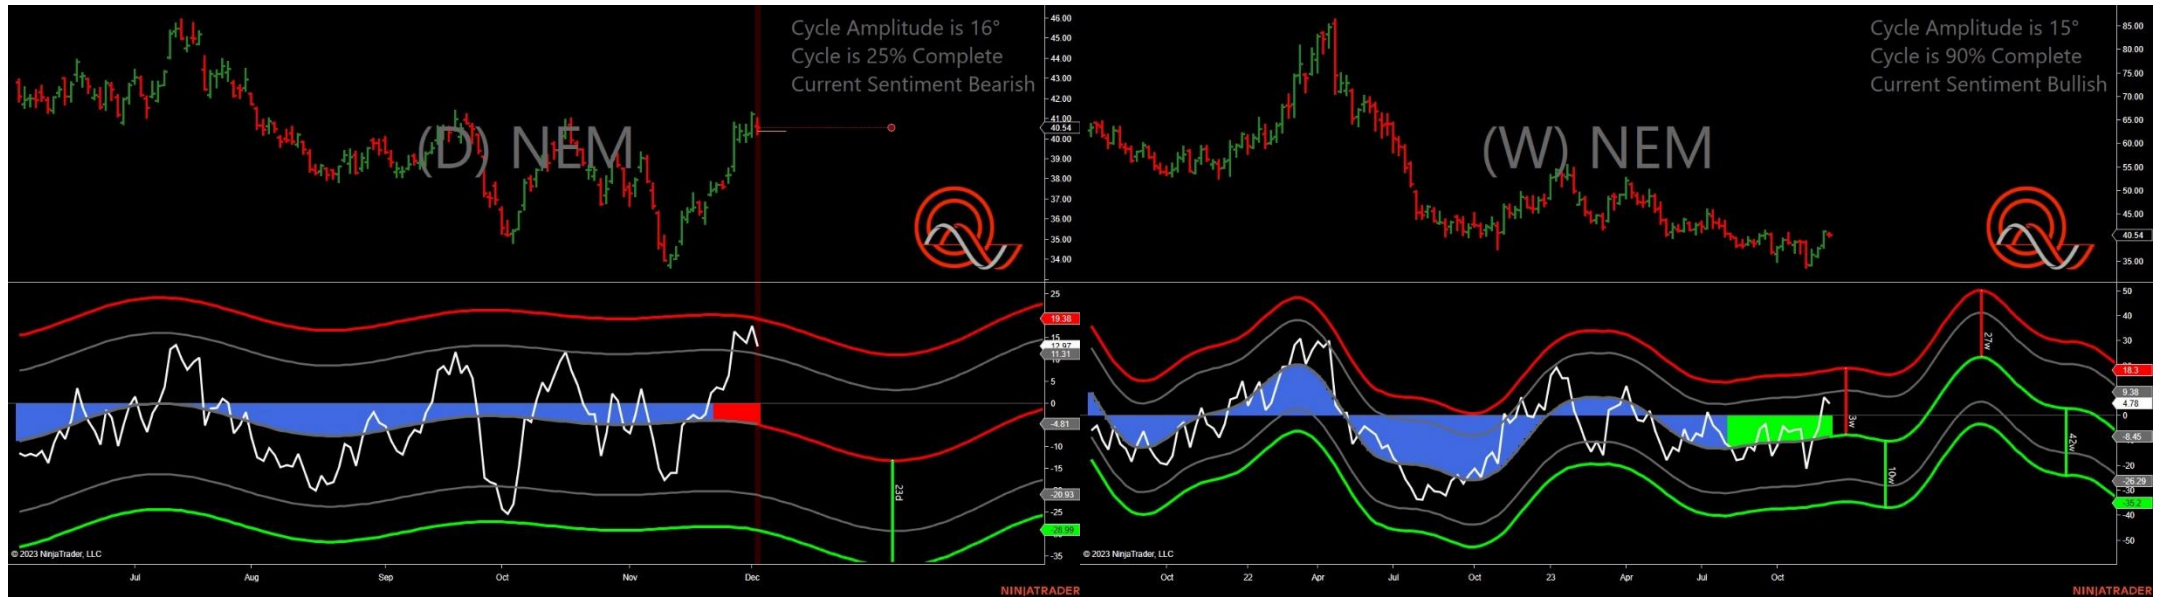 Cycle Amplitude is 16°
Cycle is 25% Complete
Current Sentiment Bearish
(D) NEM
46.00
45.00
44.00
43.00
42.00
41.00
40.54
40.00
39.00
38.00
37.00
36.00
35.00
34.00
25
19.38
15
12.97
11.31
10
5
0
-4.81
-10
-15
-20.93
-25
-28.99
-35
23d
© 2023 NinjaTrader, LLC
Jul
Aug
Sep
Oct
Nov
Dec
NINJATRADER
Cycle Amplitude is 15°
Cycle is 90% Complete
Current Sentiment Bullish
(W) NEM
85.00
80.00
75.00
70.00
65.00
60.00
55.00
50.00
45.00
40.54
35.00
50
40
30
18.3
9.38
4.78
0
-8.45
-20
-26.29
-30
-35.2
-40
-50
27w
10w
42w
© 2023 NinjaTrader, LLC
Oct
22
Apr
Jul
Oct
23
Apr
Jul
Oct
NINJATRADER